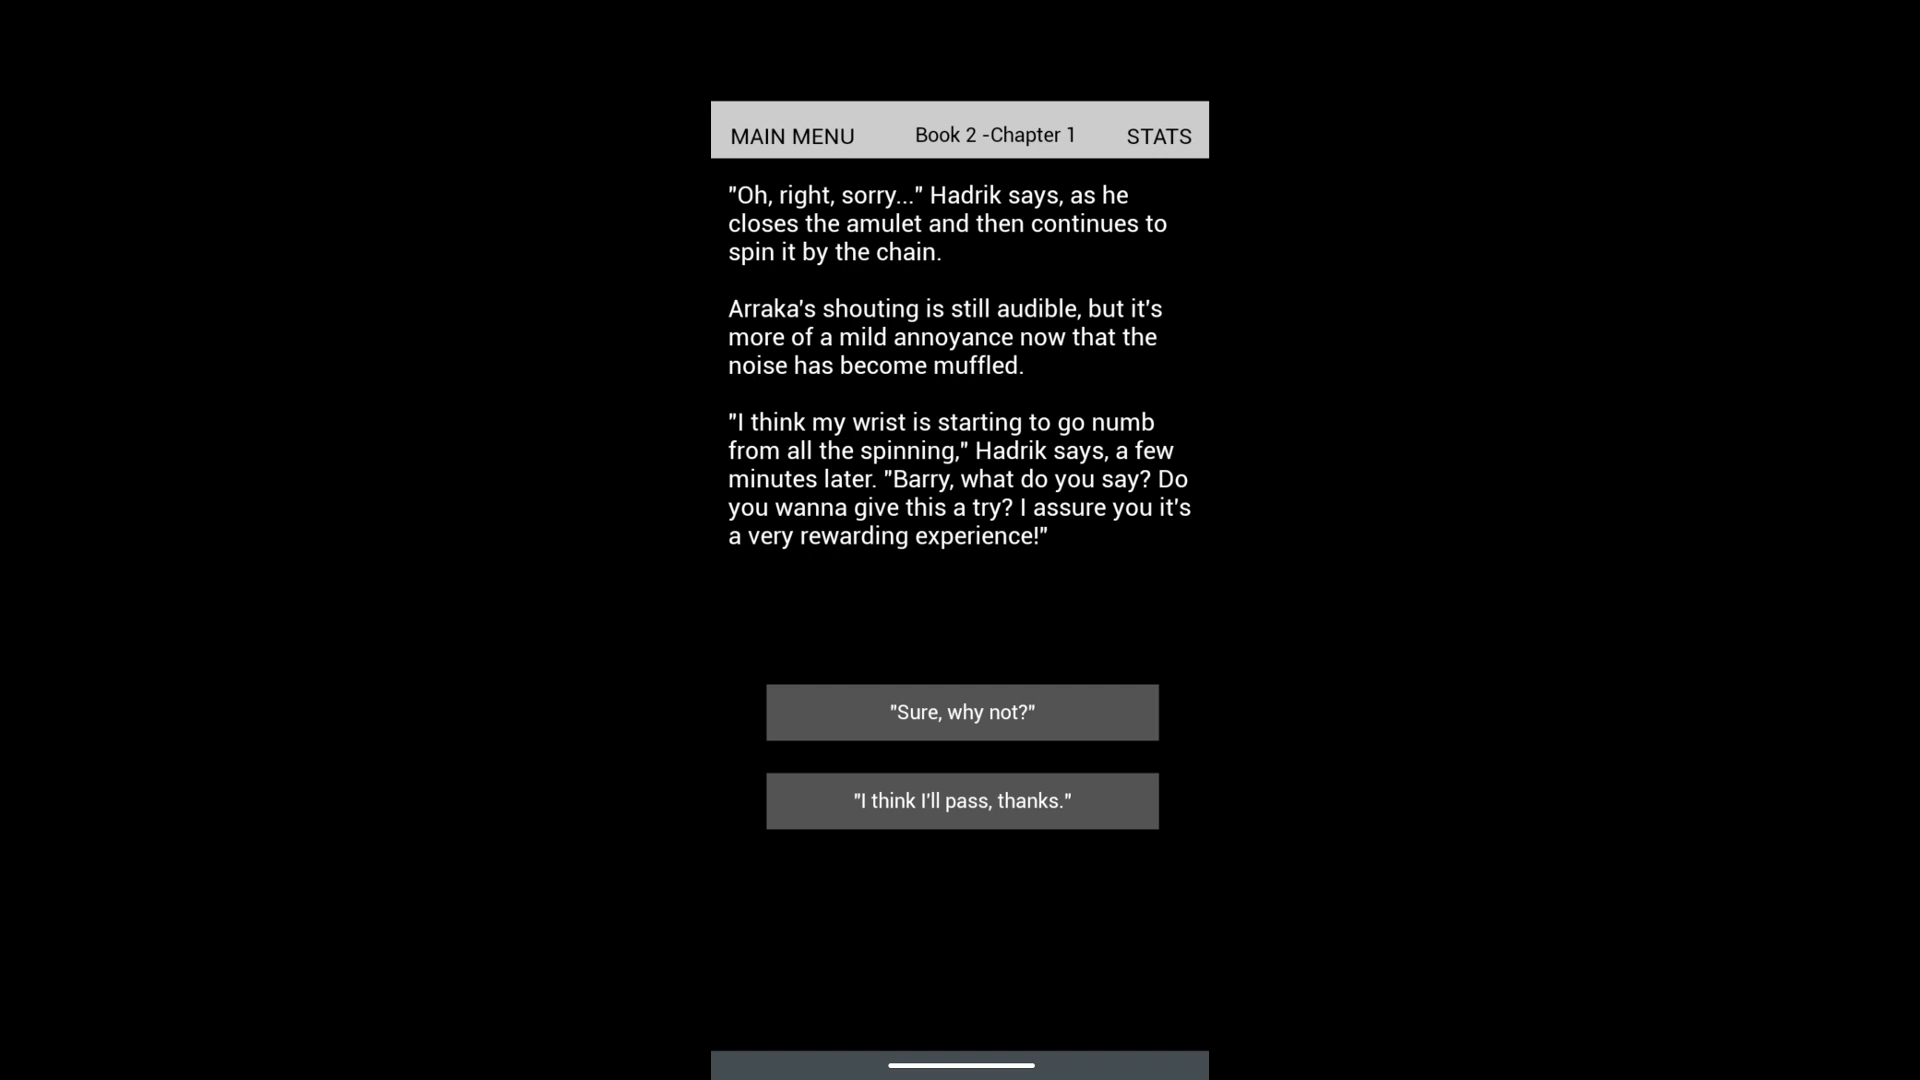 MAIN MENU Book 2 -Chapter 1 STATS
"Oh, right, sorry..." Hadrik says, as he
closes the amulet and then continues to
spin it by the chain.
Arraka's shouting is still audible, but it's
more of a mild annoyance now that the
noise has become muffled.
"I think my wrist is starting to go numb
from all the spinning," Hadrik says, a few
minutes later. "Barry, what do you say? Do
you wanna give this a try? I assure you it's
a very rewarding experience!"
"Sure, why not?"
"I think I'll pass, thanks."